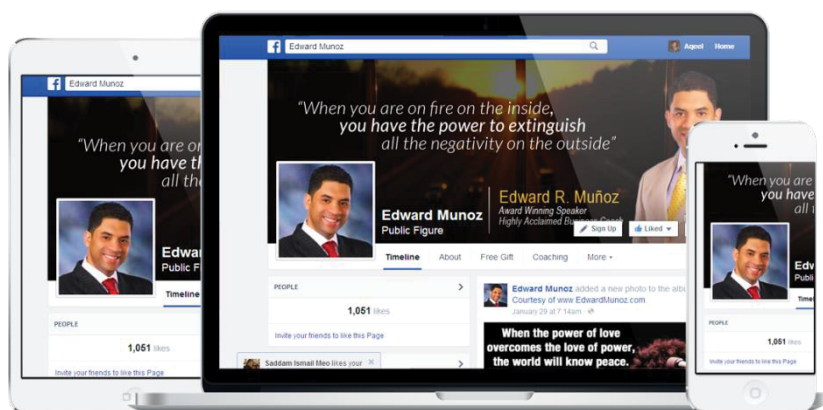 Edward Munoz
"When you are on
you have th
all the
Edwa
Public F
Timeline
PEOPLE
1,051 likes
Invite your friends to like this Page
Edward Munoz
Aqeel Home
"When you are on fire on the inside,
you have the power to extinguish
all the negativity on the outside"
Edward Munoz
Public Figure
Edward R. Muñoz
Award Winning Speaker
Highly Acclaimed Business Coach
Sign Up Liked
Timeline About Free Gift Coaching More
PEOPLE
1,051 likes
Invite your friends to like this Page
Saddam Ismail Meo likes your
Edward Munoz added a new photo to the albu
Courtesy of www.EdwardMunoz.com
January 29 at 7:14am
When the power of love
overcomes the love of power,
the world will know peace.
"When you are
you have
all t
Edw
Public
Timel
PEOPLE
1,051 likes
Invite your friends to like this Page